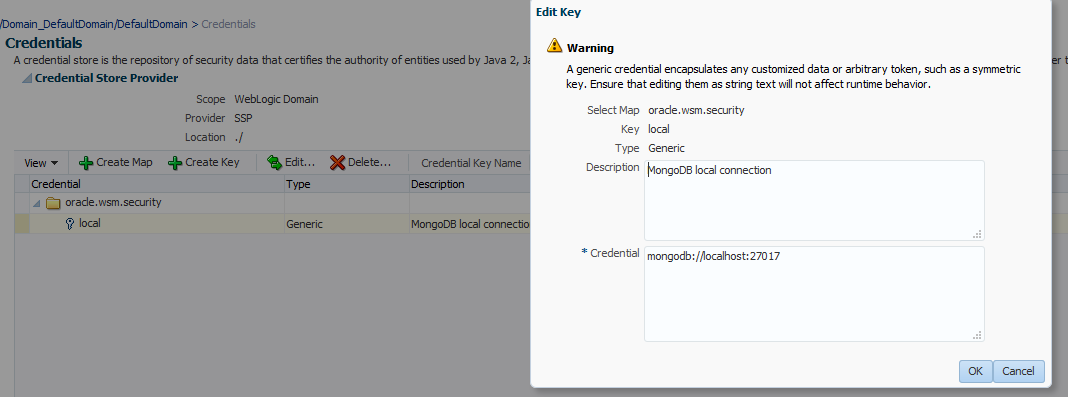 /Domain_DefaultDomain/DefaultDomain > Credentials
Credentials
A credential store is the repository of security data that certifies the authority of entities used by Java 2, Ja
Credential Store Provider
Scope WebLogic Domain
Provider SSP
Location ./
View Create Map Create Key Edit... Delete... Credential Key Name
Credential Type Description
oracle.wsm.security
local Generic MongoDB local connectio
Edit Key
Warning
A generic credential encapsulates any customized data or arbitrary token, such as a symmetric
key. Ensure that editing them as string text will not affect runtime behavior.
Select Map oracle.wsm.security
Key local
Type Generic
Description MongoDB local connection
* Credential mongodb://localhost:27017
OK Cancel